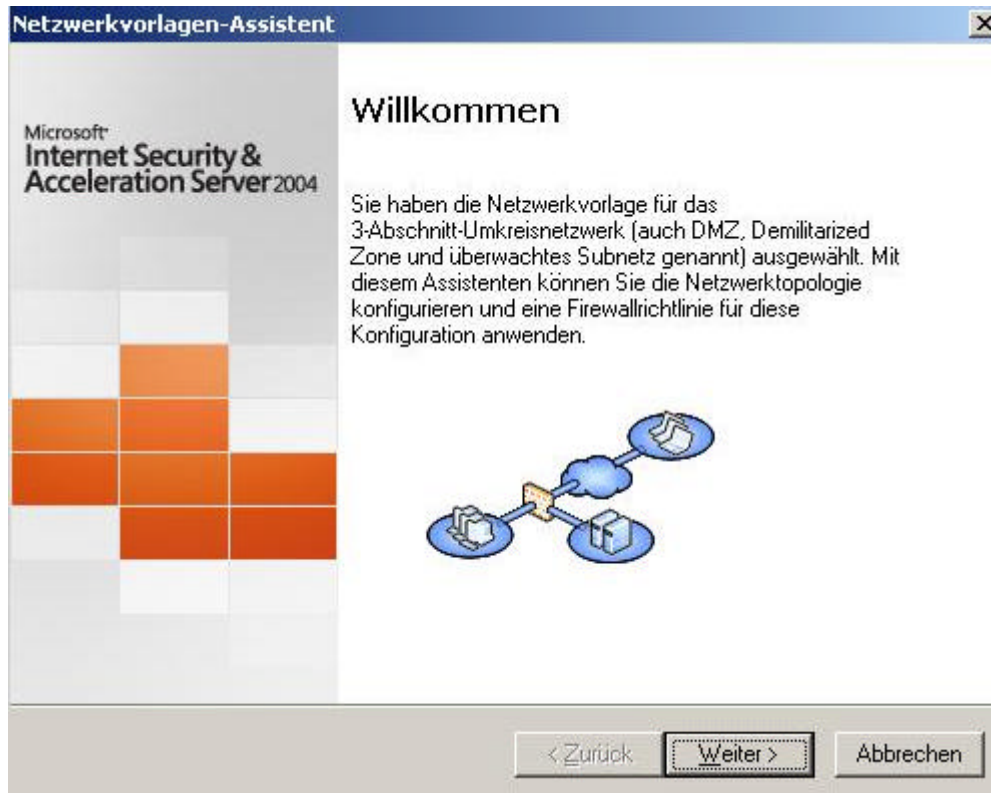 Netzwerkvorlagen-Assistent
Microsoft
Internet Security &
Acceleration Server 2004
Willkommen
Sie haben die Netzwerkvorlage für das
3-Abschnitt-Umkreisnetzwerk (auch DMZ, Demilitarized
Zone und überwachtes Subnetz genannt) ausgewählt. Mit
diesem Assistenten können Sie die Netzwerktopologie
konfigurieren und eine Firewallrichtlinie für diese
Konfiguration anwenden.
< Zurück
Weiter >
Abbrechen